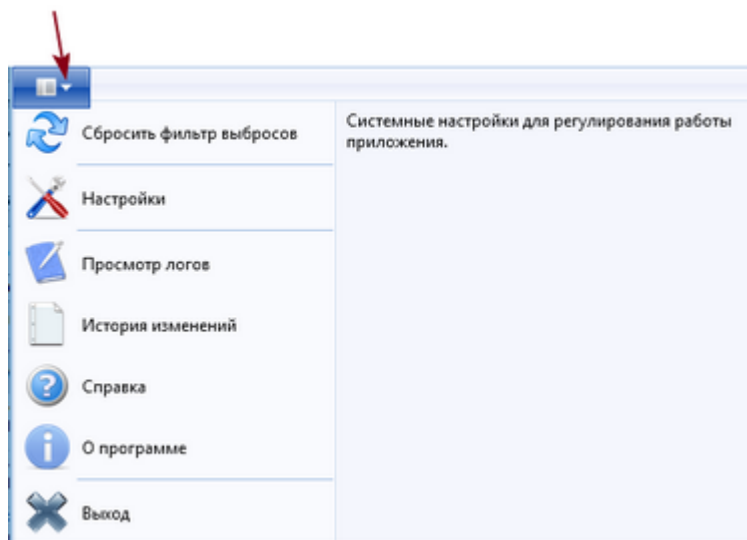 Сбросить фильтр выбросов
Настройки
Просмотр логов
История изменений
Справка
О программе
Выход
Системные настройки для регулирования работы
приложения.